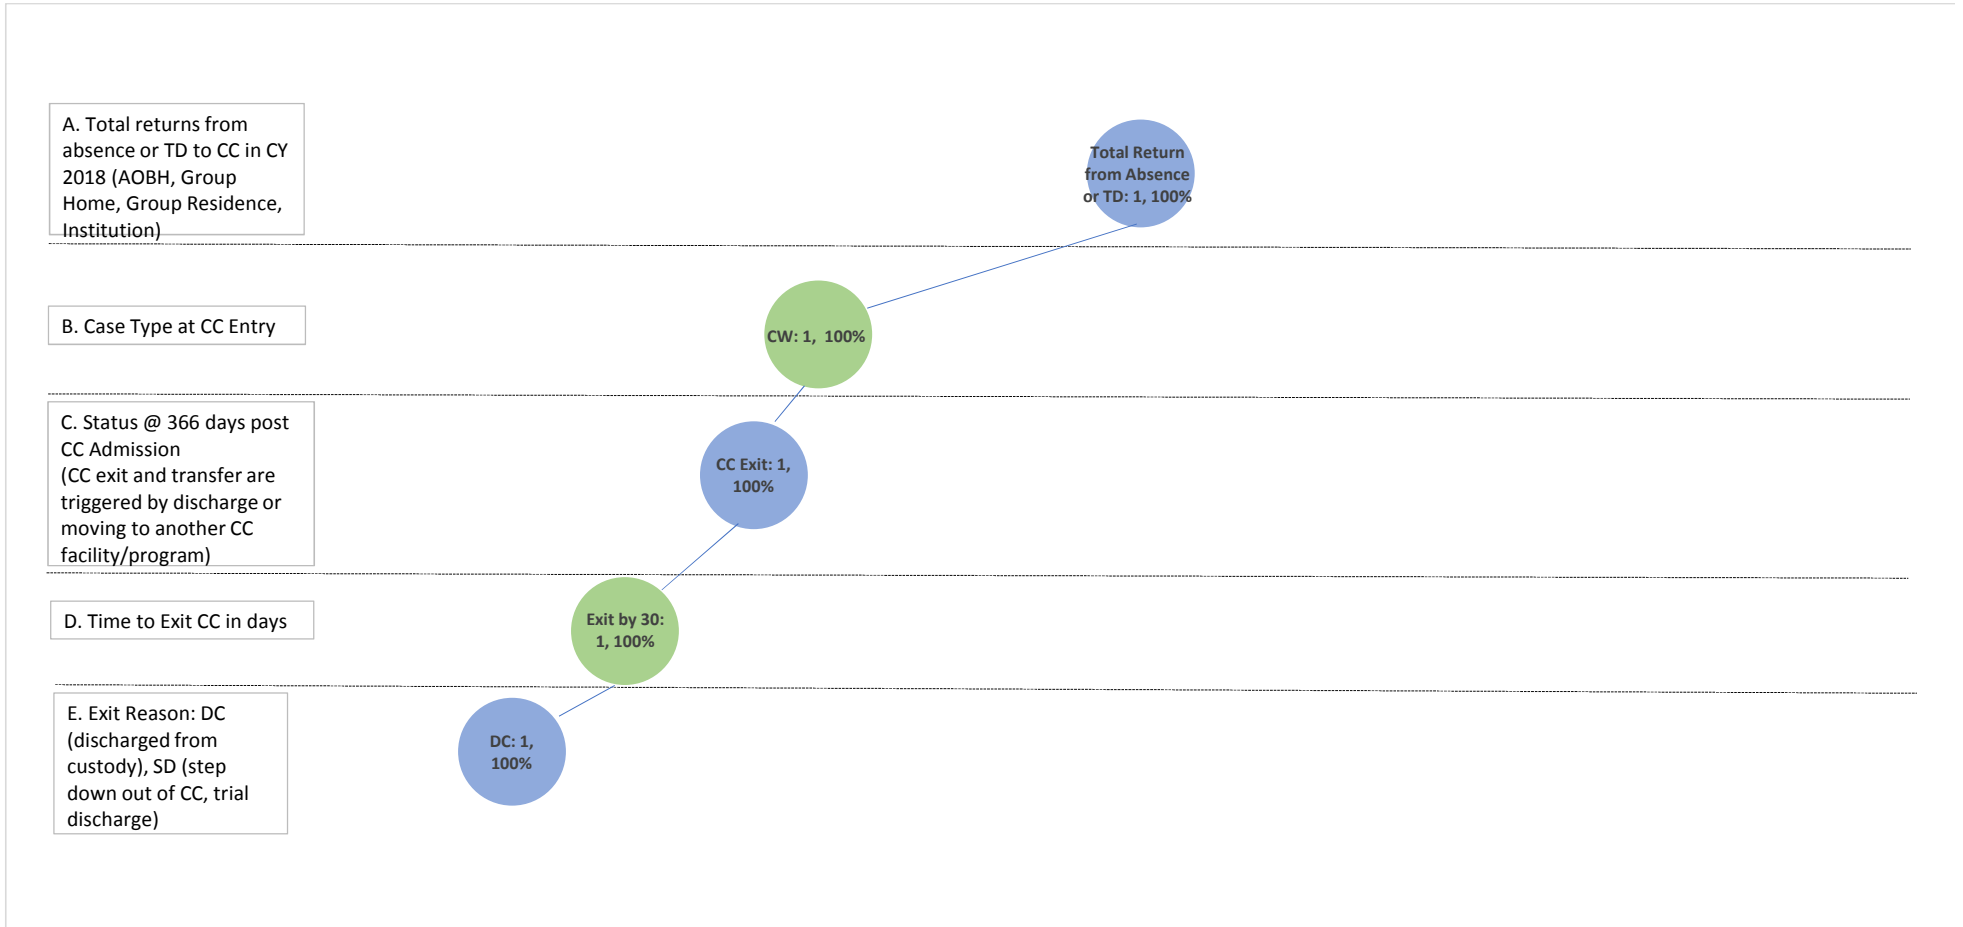 A. Total returns from
absence or TD to CC in CY
2018 (AOBH, Group
Home, Group Residence,
Institution)
Total Return
from Absence
or TD: 1, 100%
B. Case Type at CC Entry
CW: 1,  100%
C. Status @ 366 days post
CC Admission
(CC exit and transfer are
triggered by discharge or
moving to another CC
facility/program)
CC Exit: 1,
100%
D. Time to Exit CC in days
Exit by 30:
1, 100%
E. Exit Reason: DC
(discharged from
custody), SD (step
down out of CC, trial
discharge)
DC: 1,
100%